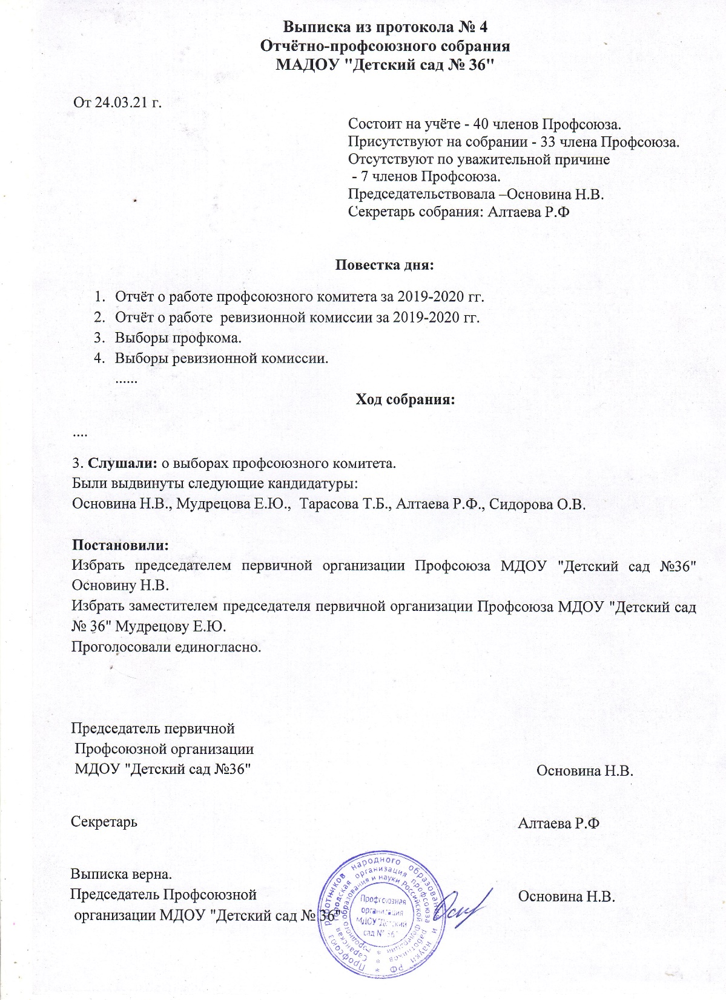 Выписка из протокола № 4
Отчётно-профсоюзного собрания
МАДОУ "Детский сад № 36"
От 24.03.21 г.
Состоит на учёте - 40 членов Профсоюза.
Присутствуют на собрании - 33 члена Профсоюза.
Отсутствуют по уважительной причине
- 7 членов Профсоюза.
Председательствовала –Основина Н.В.
Секретарь собрания: Алтаева Р.Ф
Повестка дня:
1. Отчёт о работе профсоюзного комитета за 2019-2020 гг.
2. Отчёт о работе  ревизионной комиссии за 2019-2020 гг.
3. Выборы профкома.
4. Выборы ревизионной комиссии.
......
Ход собрания:
....
3. Слушали: о выборах профсоюзного комитета.
Были выдвинуты следующие кандидатуры:
Основина Н.В., Мудрецова Е.Ю.,  Тарасова Т.Б., Алтаева Р.Ф., Сидорова О.В.
Постановили:
Избрать председателем первичной организации Профсоюза МДОУ "Детский сад №36"
Основину Н.В.
Избрать заместителем председателя первичной организации Профсоюза МДОУ "Детский сад
№ 36" Мудрецову Е.Ю.
Проголосовали единогласно.
Председатель первичной
Профсоюзной организации
МДОУ "Детский сад №36" Основина Н.В.
Секретарь Алтаева Р.Ф
Выписка верна.
Председатель Профсоюзной Основина Н.В.
организации МДОУ "Детский сад № 36"
Профсоюз работников народного образования и науки РФ *
Саранская городская организация профсоюза работников
народного образования и науки Российской Федерации *
Профсоюзная
организация
МДОУ "Детский
сад № 36"